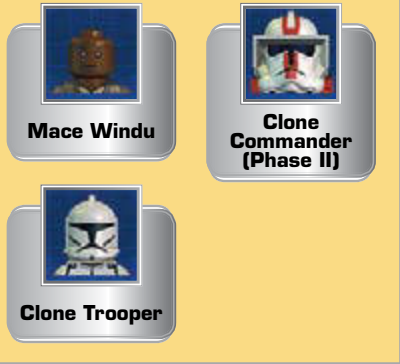 Mace Windu
Clone
Commander
(Phase II)
Clone Trooper